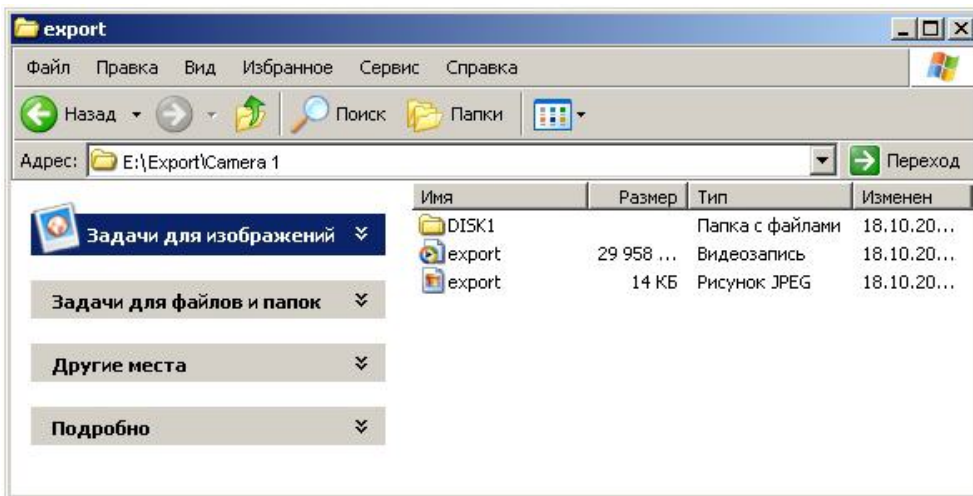 export
Файл Правка Вид Избранное Сервис Справка
Назад Поиск Папки
Адрес: E:\Export\Camera 1 Переход
Имя Размер Тип Изменен
DISK1 Папка с файлами 18.10.20...
export 29 958 ... Видеозапись 18.10.20...
export 14 КБ Рисунок JPEG 18.10.20...
Задачи для изображений
Задачи для файлов и папок
Другие места
Подробно